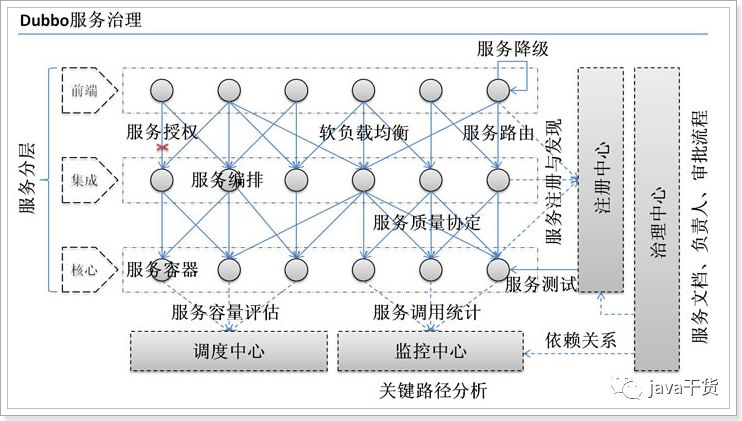 Dubbo服务治理
服务降级
前端
服务授权
软负载均衡
服务路由
服务分层
集成
服务编排
服务质量协定
服务注册与发现
注册中心
治理中心
服务文档、负责人、审批流程
核心
服务容器
服务测试
服务容量评估
服务调用统计
调度中心
监控中心
依赖关系
关键路径分析
java干货